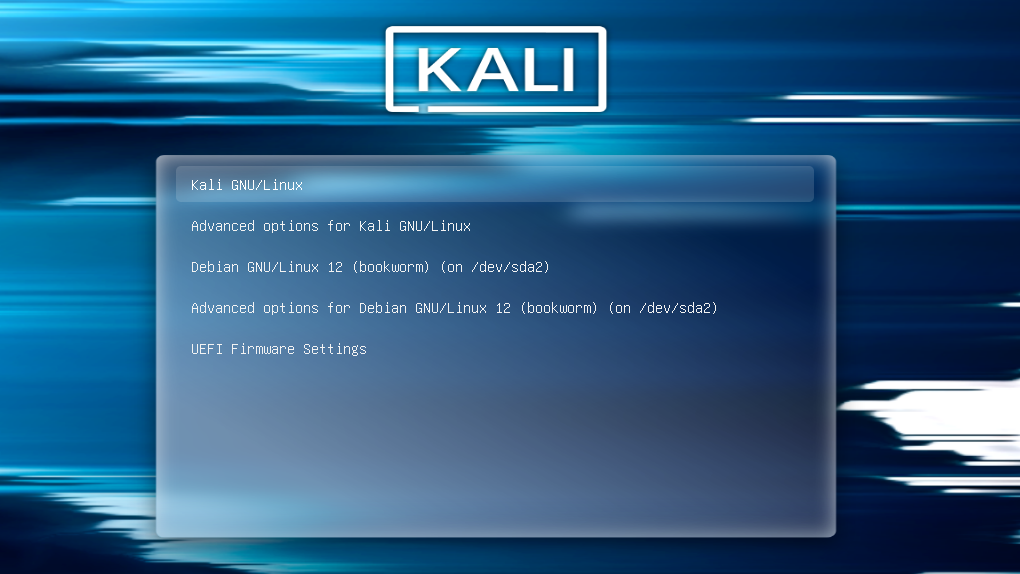 KALI
Kali GNU/Linux
Advanced options for Kali GNU/Linux
Debian GNU/Linux 12 (bookworm) (on /dev/sda2)
Advanced options for Debian GNU/Linux 12 (bookworm) (on /dev/sda2)
UEFI Firmware Settings